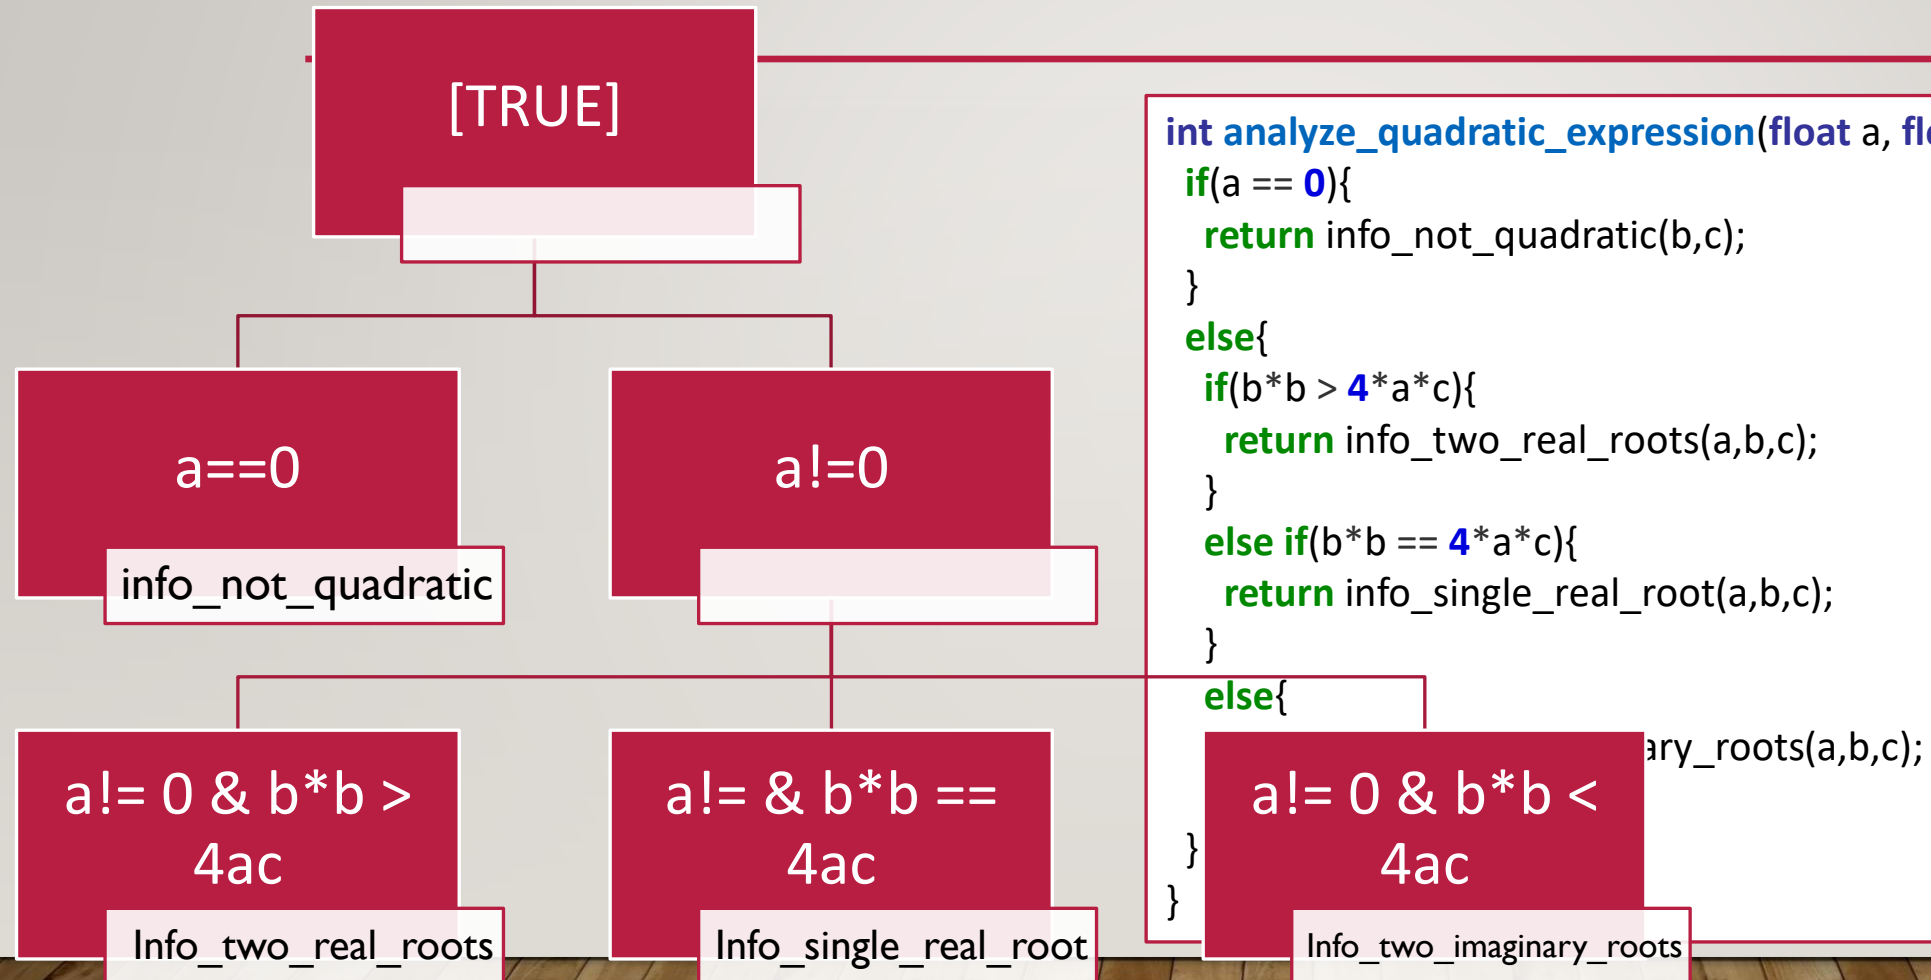 [TRUE]
a==0
info_not_quadratic
a!=0
a!= 0 & b*b >
4ac
Info_two_real_roots
a!= & b*b ==
4ac
Info_single_real_root
a!= 0 & b*b <
4ac
Info_two_imaginary_roots
int analyze_quadratic_expression(float a,
if(a == 0){
return info_not_quadratic(b,c);
}
else{
if(b*b > 4*a*c){
return info_two_real_roots(a,b,c);
}
else if(b*b == 4*a*c){
return info_single_real_root(a,b,c);
}
else{
ary_roots(a,b,c);
}
}